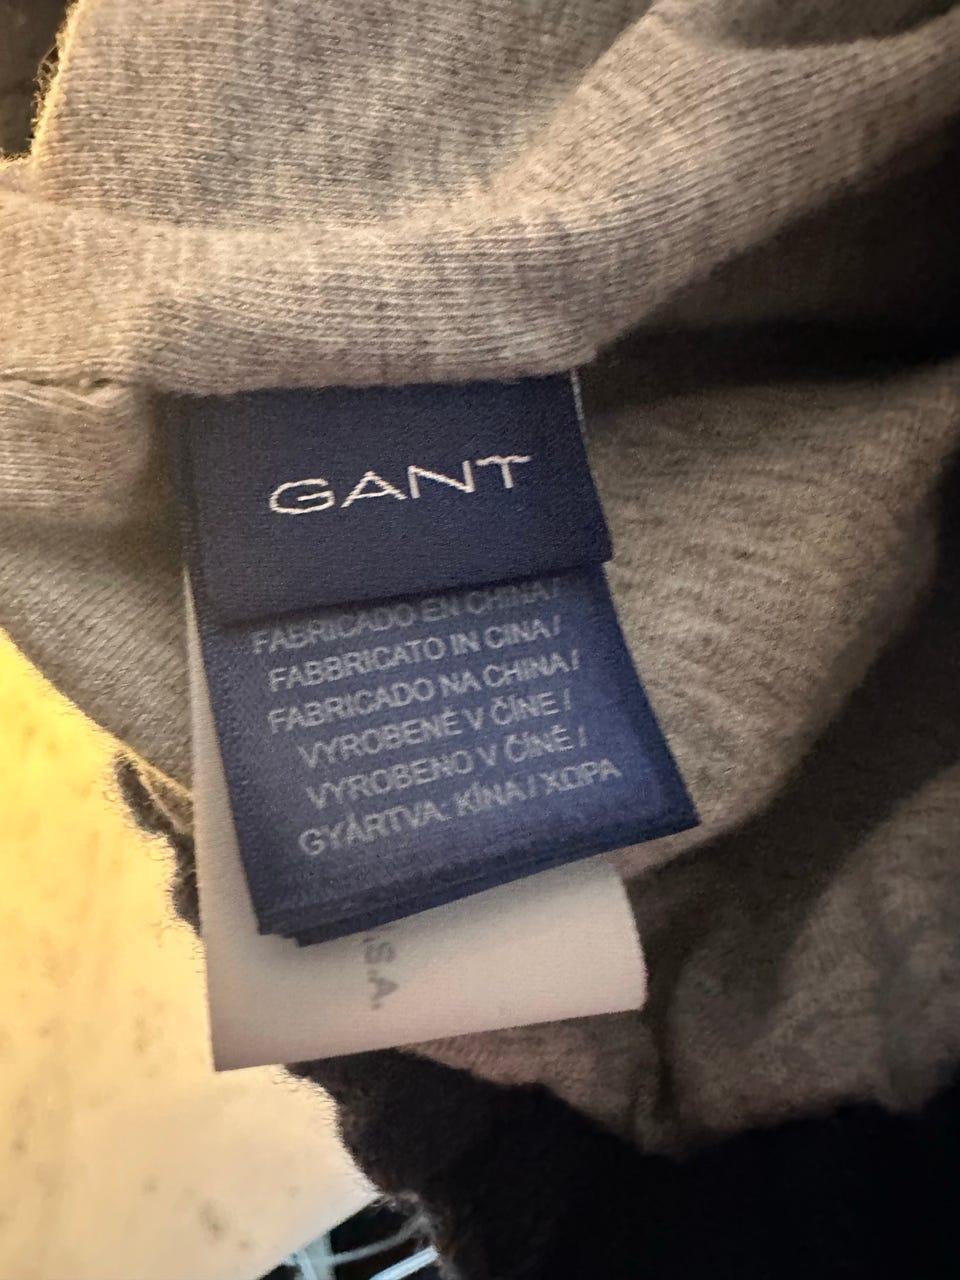 GANT
FABRICADO EN CHINA /
FABBRICATO IN CINA /
FABRICADO NA CHINA /
VYROBENÉ V ČÍNE /
VYROBENO V ČÍNĚ /
GYÁRTVA: KÍNA / ΧΩΡΑ
.S.A.